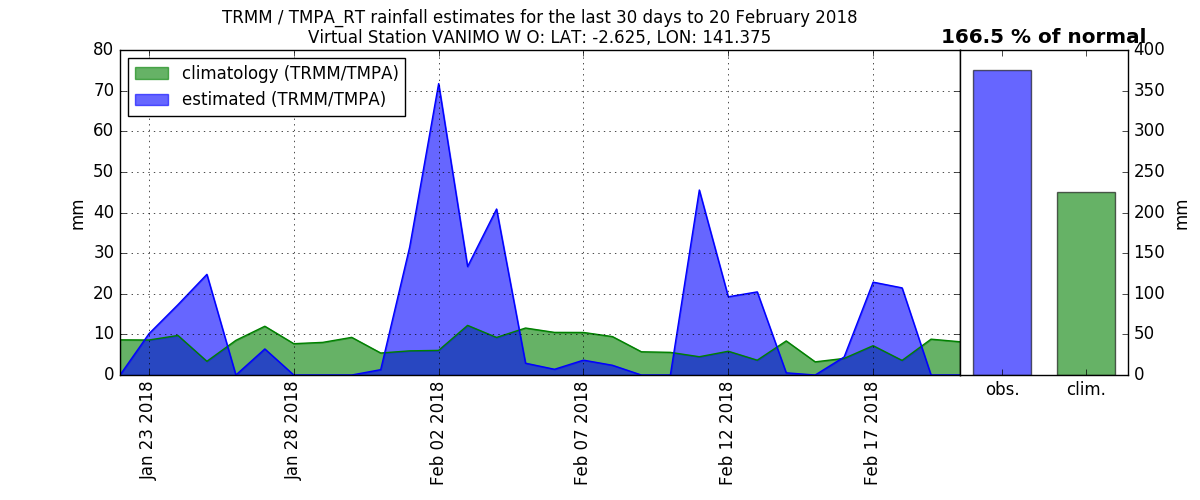 TRMM / TMPA_RT rainfall estimates for the last 30 days to 20 February 2018
Virtual Station VANIMO W O: LAT: -2.625, LON: 141.375
166.5 % of normal
climatology (TRMM/TMPA)
estimated (TRMM/TMPA)
80
70
60
50
40
30
20
10
0
mm
Jan 23 2018
Jan 28 2018
Feb 02 2018
Feb 07 2018
Feb 12 2018
Feb 17 2018
obs.
clim.
400
350
300
250
200
150
100
50
0
mm